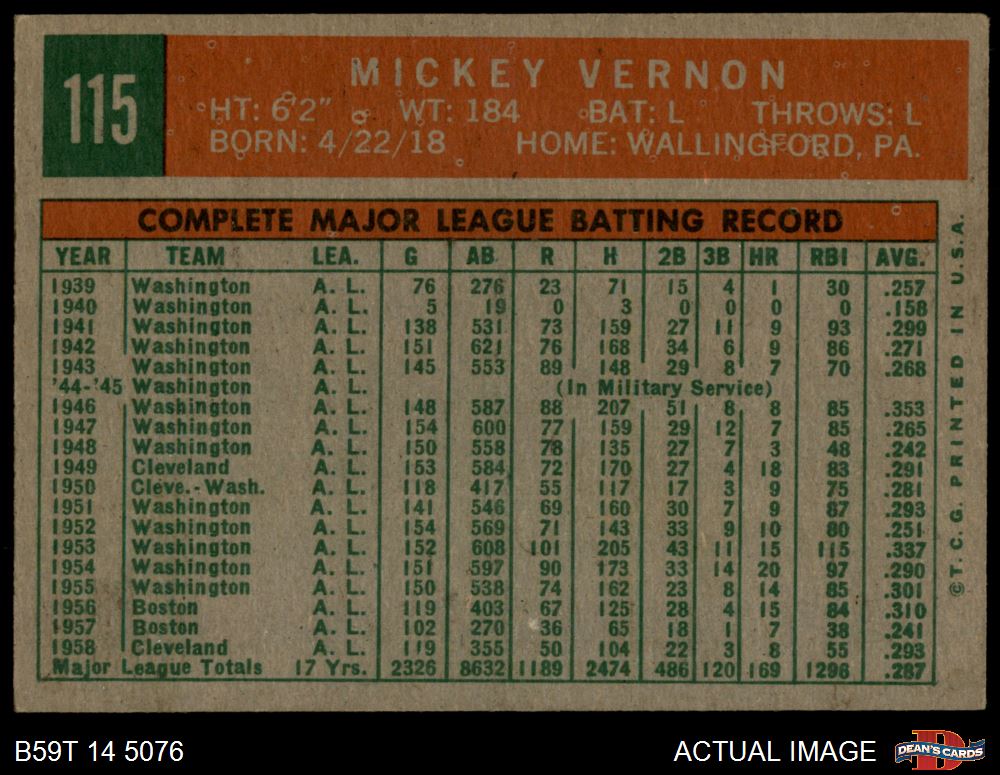 115
MICKEY VERNON
HT: 6'2" WT: 184 BAT: L THROWS: L
BORN: 4/22/18 HOME: WALLINGFORD, PA.
COMPLETE MAJOR LEAGUE BATTING RECORD
YEAR TEAM LEA. G AB R H 2B 3B HR RBI AVG.
1939 Washington A. L. 76 276 23 71 15 4 1 30 .257
1940 Washington A. L. 5 19 0 3 0 0 0 0 .158
1941 Washington A. L. 138 531 73 159 27 11 9 93 .299
1942 Washington A. L. 151 621 76 168 34 6 9 86 .271
1943 Washington A. L. 145 553 89 148 29 8 7 70 .268
'44-'45 Washington A. L. (In Military Service)
1946 Washington A. L. 148 587 88 207 51 8 8 85 .353
1947 Washington A. L. 154 600 77 159 29 12 7 85 .265
1948 Washington A. L. 150 558 78 135 27 7 3 48 .242
1949 Cleveland A. L. 153 584 72 170 27 4 18 83 .291
1950 Cleve.-Wash. A. L. 118 417 55 117 17 3 9 75 .281
1951 Washington A. L. 141 546 69 160 30 7 9 87 .293
1952 Washington A. L. 154 569 71 143 33 9 10 80 .251
1953 Washington A. L. 152 608 101 205 43 11 15 115 .337
1954 Washington A. L. 151 597 90 173 33 14 20 97 .290
1955 Washington A. L. 150 538 74 162 23 8 14 85 .301
1956 Boston A. L. 119 403 67 125 28 4 15 84 .310
1957 Boston A. L. 102 270 36 65 18 1 7 38 .241
1958 Cleveland A. L. 119 355 50 104 22 3 8 55 .293
Major League Totals 17 Yrs. 2326 8632 1189 2474 486 120 169 1296 .287
©T. C. G. PRINTED IN U. S. A.
B59T 14 5076
ACTUAL IMAGE
D
DEAN'S CARDS